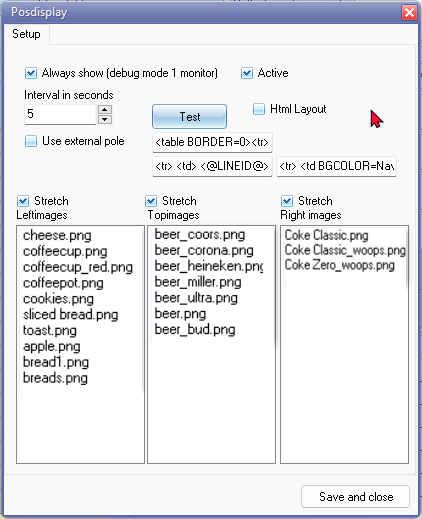 Posdisplay
Setup
Always show (debug mode 1 monitor)
Active
Interval in seconds
5
Test
Html Layout
Use external pole
<table BORDER=0><tr>
<tr> <td> <@LINEID@>
<tr> <td BGCOLOR=Nav
Stretch
Leftimages
cheese.png
coffeecup.png
coffeecup_red.png
coffeepot.png
cookies.png
sliced bread.png
toast.png
apple.png
bread1.png
breads.png
Stretch
Topimages
beer_coors.png
beer_corona.png
beer_heineken.png
beer_miller.png
beer_ultra.png
beer.png
beer_bud.png
Stretch
Right images
Coke Classic.png
Coke Classic_woops.png
Coke Zero_woops.png
Save and close